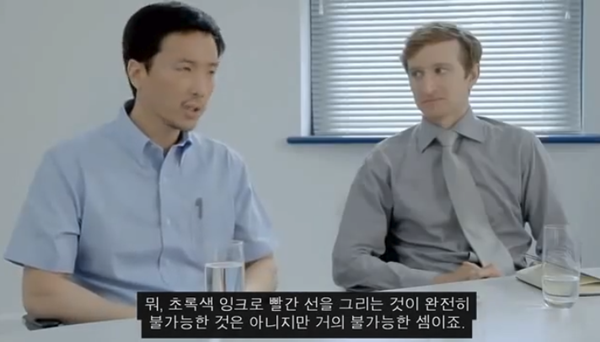 뭐, 초록색 잉크로 빨간 선을 그리는 것이 완전히
불가능한 것은 아니지만 거의 불가능한 셈이죠.